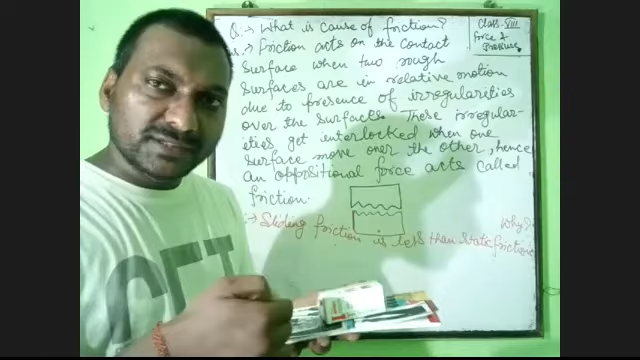 Q:→ What is cause of friction?
Class-VIII
Force & Pressure
s:→ Friction acts on the contact
surface when two rough
surfaces are in relative motion
due to presence of irregularities
over the surfaces. These irregular-
ities get interlocked when one
surface move over the other, hence
an oppositional force acts called
friction.
:→ Sliding friction is less than static friction
Why?
GET